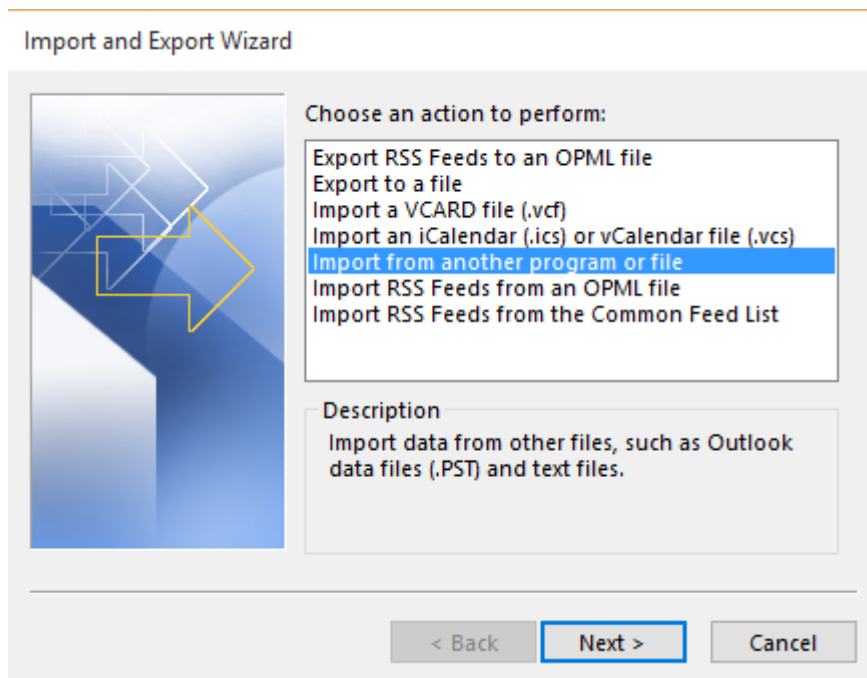 Import and Export Wizard
Choose an action to perform:
Export RSS Feeds to an OPML file
Export to a file
Import a VCARD file (.vcf)
Import an iCalendar (.ics) or vCalendar file (.vcs)
Import from another program or file
Import RSS Feeds from an OPML file
Import RSS Feeds from the Common Feed List
Description
Import data from other files, such as Outlook
data files (.PST) and text files.
< Back Next > Cancel